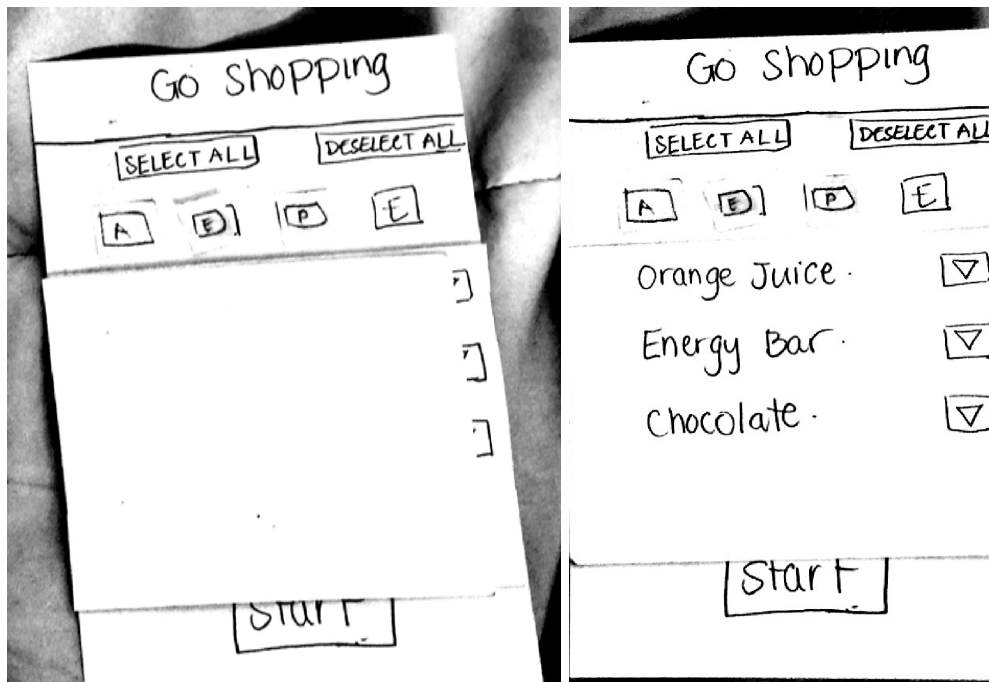 Go Shopping
SELECT ALL DESELECT ALL
A E P E
Start
Go Shopping
SELECT ALL DESELECT ALL
A E P E
Orange Juice
Energy Bar
Chocolate
Start